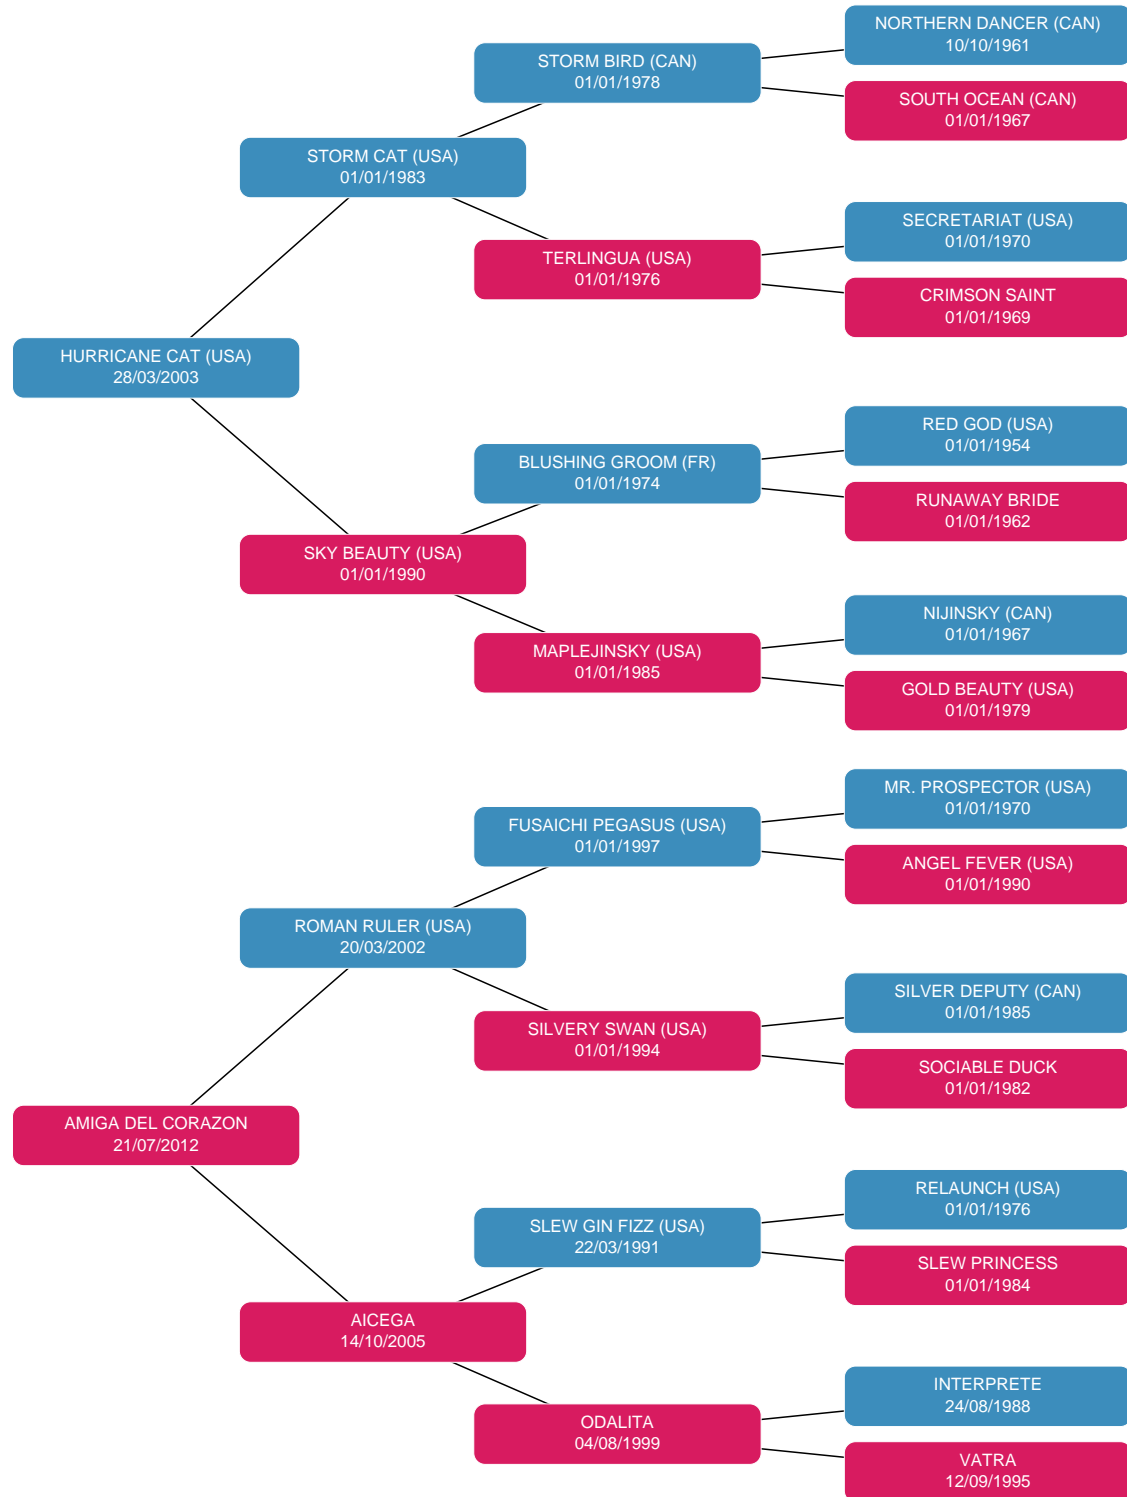 NORTHERN DANCER (CAN)
10/10/1961
STORM BIRD (CAN)
01/01/1978
SOUTH OCEAN (CAN)
01/01/1967
STORM CAT (USA)
01/01/1983
SECRETARIAT (USA)
01/01/1970
TERLINGUA (USA)
01/01/1976
CRIMSON SAINT
01/01/1969
HURRICANE CAT (USA)
28/03/2003
RED GOD (USA)
01/01/1954
BLUSHING GROOM (FR)
01/01/1974
RUNAWAY BRIDE
01/01/1962
SKY BEAUTY (USA)
01/01/1990
NIJINSKY (CAN)
01/01/1967
MAPLEJINSKY (USA)
01/01/1985
GOLD BEAUTY (USA)
01/01/1979
MR. PROSPECTOR (USA)
01/01/1970
FUSAICHI PEGASUS (USA)
01/01/1997
ANGEL FEVER (USA)
01/01/1990
ROMAN RULER (USA)
20/03/2002
SILVER DEPUTY (CAN)
01/01/1985
SILVERY SWAN (USA)
01/01/1994
SOCIABLE DUCK
01/01/1982
AMIGA DEL CORAZON
21/07/2012
RELAUNCH (USA)
01/01/1976
SLEW GIN FIZZ (USA)
22/03/1991
SLEW PRINCESS
01/01/1984
AICEGA
14/10/2005
INTERPRETE
24/08/1988
ODALITA
04/08/1999
VATRA
12/09/1995